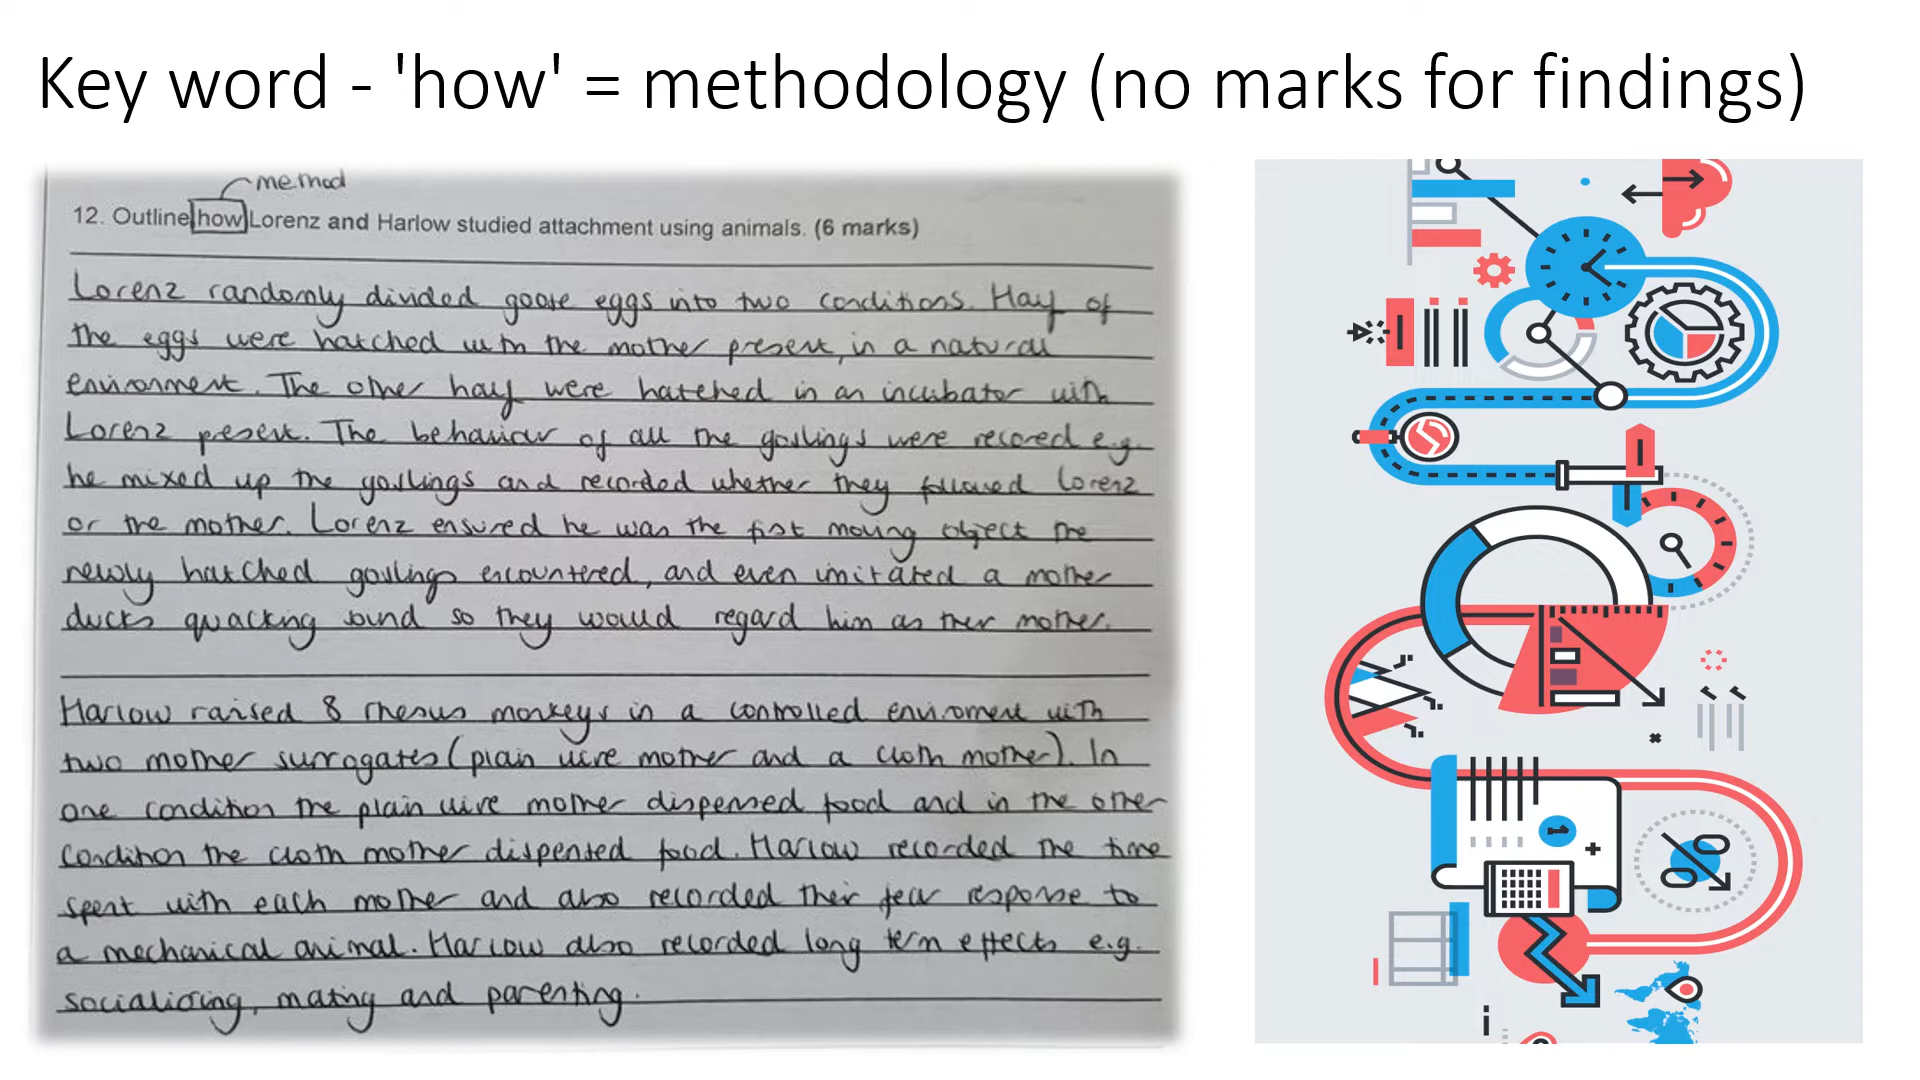 Key word - 'how' = methodology (no marks for findings)
method
12. Outline how Lorenz and Harlow studied attachment using animals. (6 marks)
Lorenz randomly divided goose eggs into two conditions. Half of
the eggs were hatched with the mother present, in a natural
environment. The other half were hatched in an incubator with
Lorenz present. The behaviour of all the goslings were recored e.g.
he mixed up the goslings and recorded whether they followed Lorenz
or the mother. Lorenz ensured he was the first moving object the
newly hatched goslings encountered, and even imitated a mother
ducks quacking sound so they would regard him as their mother.
Harlow raised 8 rhesus monkeys in a controlled enviroment with
two mother surrogates (plain wire mother and a cloth mother). In
one condition the plain wire mother dispensed food and in the other
condition the cloth mother dispensed food. Harlow recorded the time
spent with each mother and also recorded their fear response to
a mechanical animal. Harlow also recorded long term effects e.g.
socialising, mating and parenting.